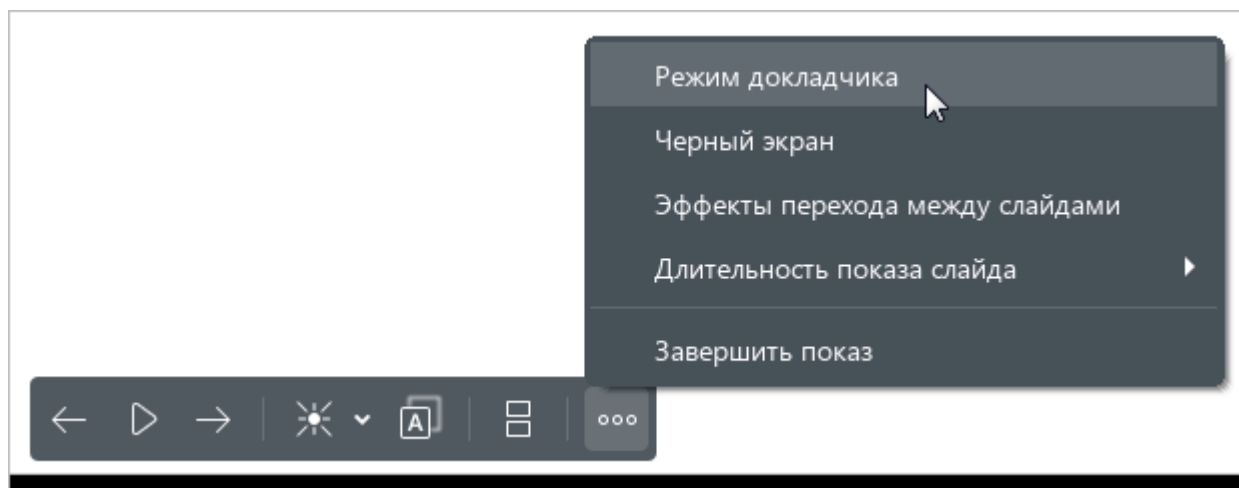 Режим докладчика
Черный экран
Эффекты перехода между слайдами
Длительность показа слайда
Завершить показ
A